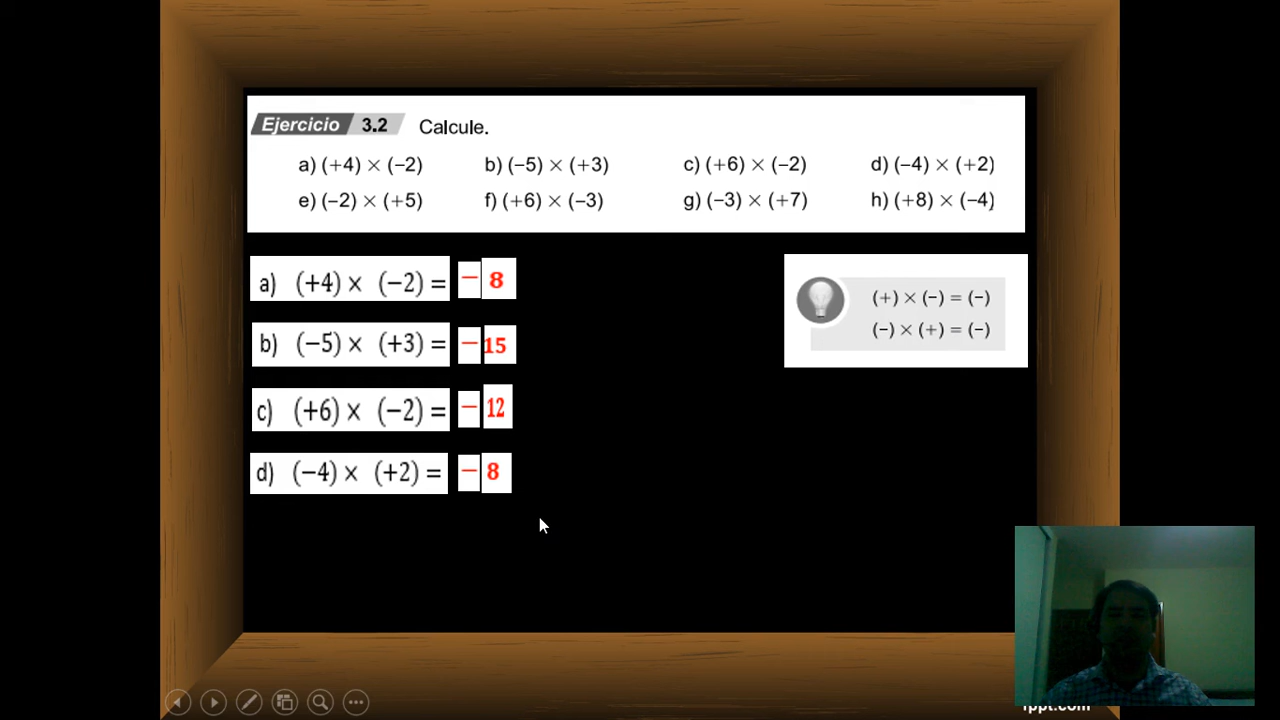 Ejercicio 3.2 Calcule.
a) (+4) × (−2) b) (−5) × (+3) c) (+6) × (−2) d) (−4) × (+2)
e) (−2) × (+5) f) (+6) × (−3) g) (−3) × (+7) h) (+8) × (−4)
a) (+4) × (−2) = − 8
(+) × (−) = (−)
(−) × (+) = (−)
b) (−5) × (+3) = − 15
c) (+6) × (−2) = − 12
d) (−4) × (+2) = − 8
fppt.com